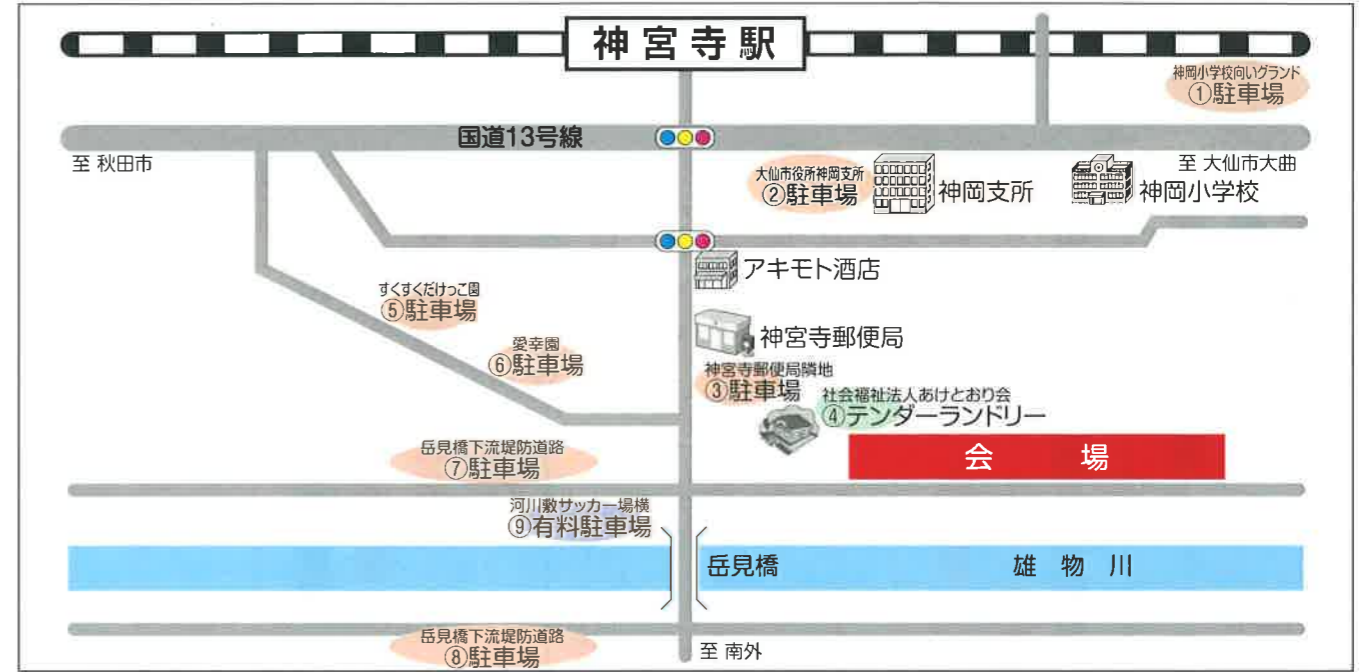 神宮寺駅
神岡小学校向いグランド
①駐車場
国道13号線
至 秋田市
至 大仙市大曲
大仙市役所神岡支所
②駐車場
神岡支所
神岡小学校
アキモト酒店
すくすくだけっこ園
⑤駐車場
神宮寺郵便局
愛幸園
⑥駐車場
神宮寺郵便局隣地
③駐車場
社会福祉法人あけとおり会
④テンダーランドリー
会場
岳見橋下流堤防道路
⑦駐車場
河川敷サッカー場横
⑨有料駐車場
岳見橋
雄物川
岳見橋下流堤防道路
⑧駐車場
至 南外